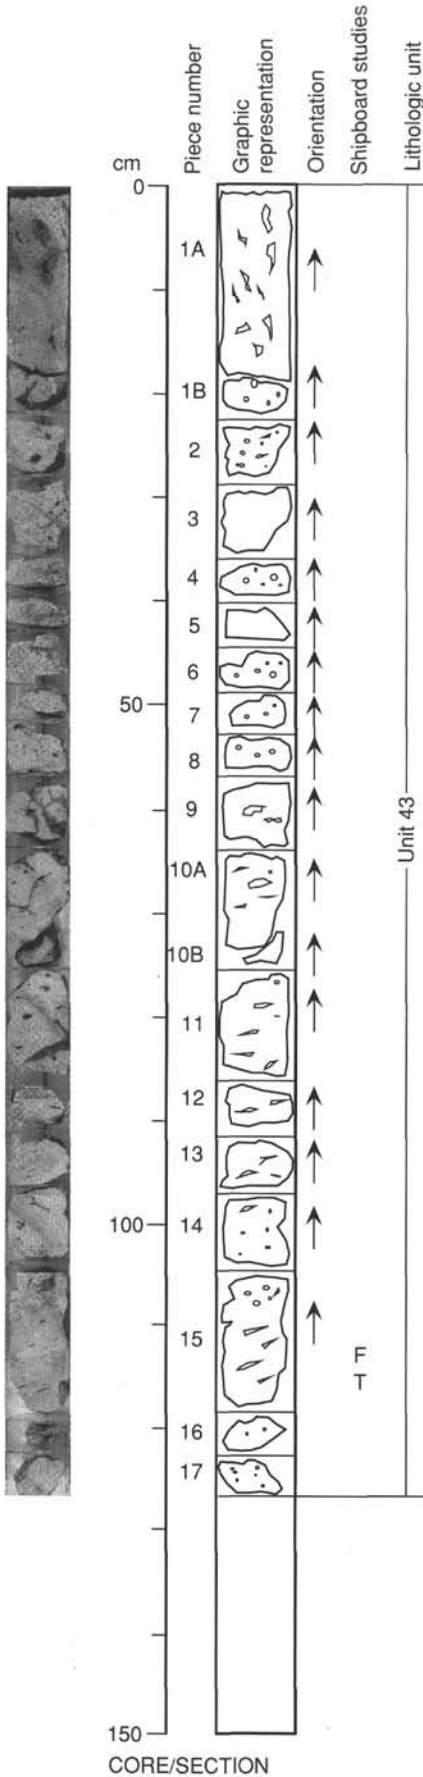 cm
Piece number
Graphic representation
Orientation
Shipboard studies
Lithologic unit
0
1A
1B
2
3
4
5
6
50
7
8
9
Unit 43
10A
10B
11
12
13
100
14
15
F
T
16
17
150
CORE/SECTION